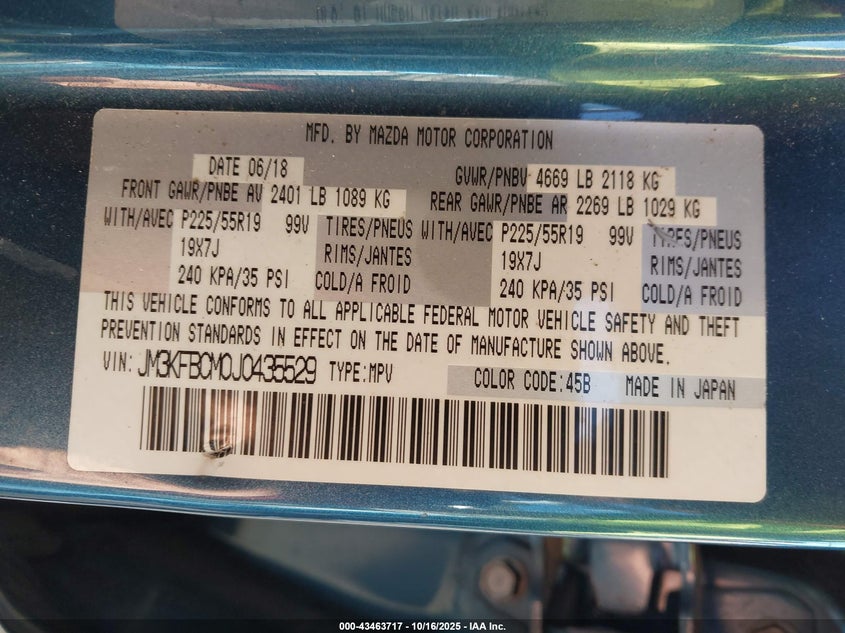 MFD. BY MAZDA MOTOR CORPORATION
DATE 06/18 GVWR/PNBV 4669 LB 2118 KG
FRONT GAWR/PNBE AV 2401 LB 1089 KG REAR GAWR/PNBE AR 2269 LB 1029 KG
WITH/AVEC P225/55R19 99V TIRES/PNEUS WITH/AVEC P225/55R19 99V TYRES/PNEUS
19X7J RIMS/JANTES 19X7J RIMS/JANTES
240 KPA/35 PSI COLD/A FROID 240 KPA/35 PSI COLD/A FROID
THIS VEHICLE CONFORMS TO ALL APPLICABLE FEDERAL MOTOR VEHICLE SAFETY AND THEFT
PREVENTION STANDARDS IN EFFECT ON THE DATE OF MANUFACTURE SHOWN ABOVE.
VIN: JM3KFBCM0J0435529 TYPE:MPV COLOR CODE:45B MADE IN JAPAN
000-43463717 - 10/16/2025 - IAA Inc.